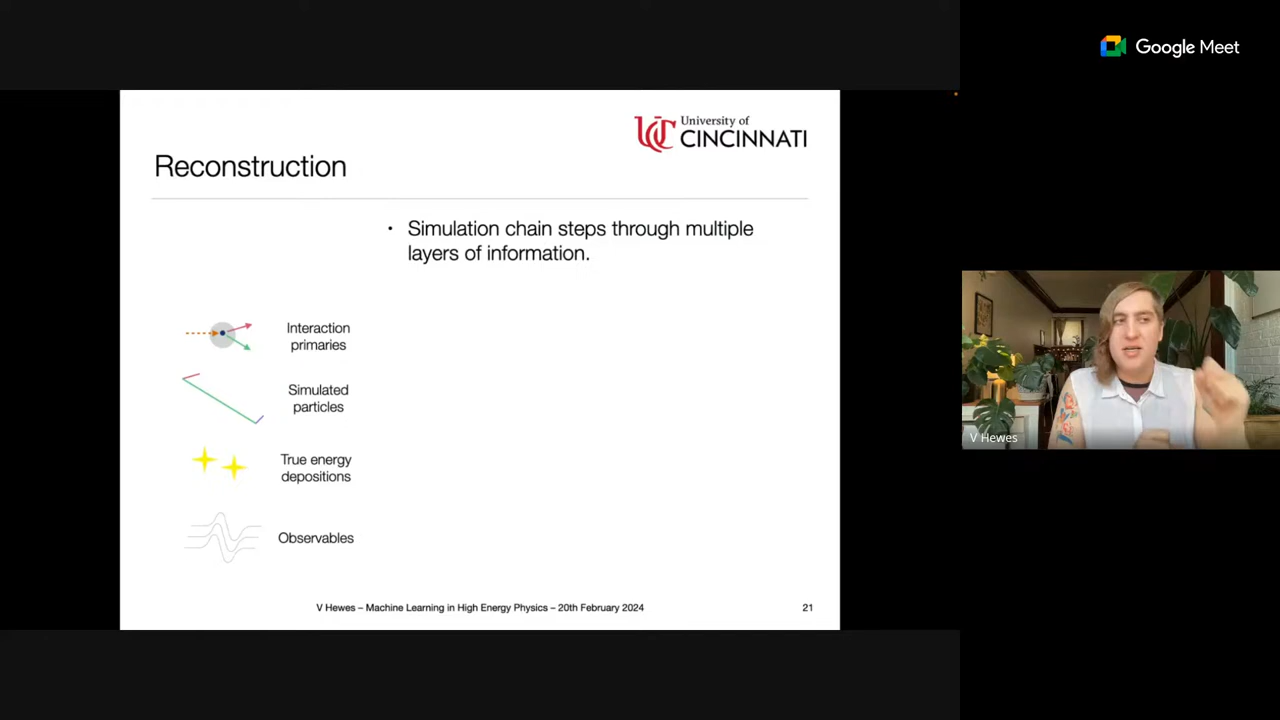 Google Meet
University of
CINCINNATI
Reconstruction
• Simulation chain steps through multiple
layers of information.
Interaction
primaries
Simulated
particles
True energy
depositions
Observables
V Hewes
V Hewes – Machine Learning in High Energy Physics – 20th February 2024
21